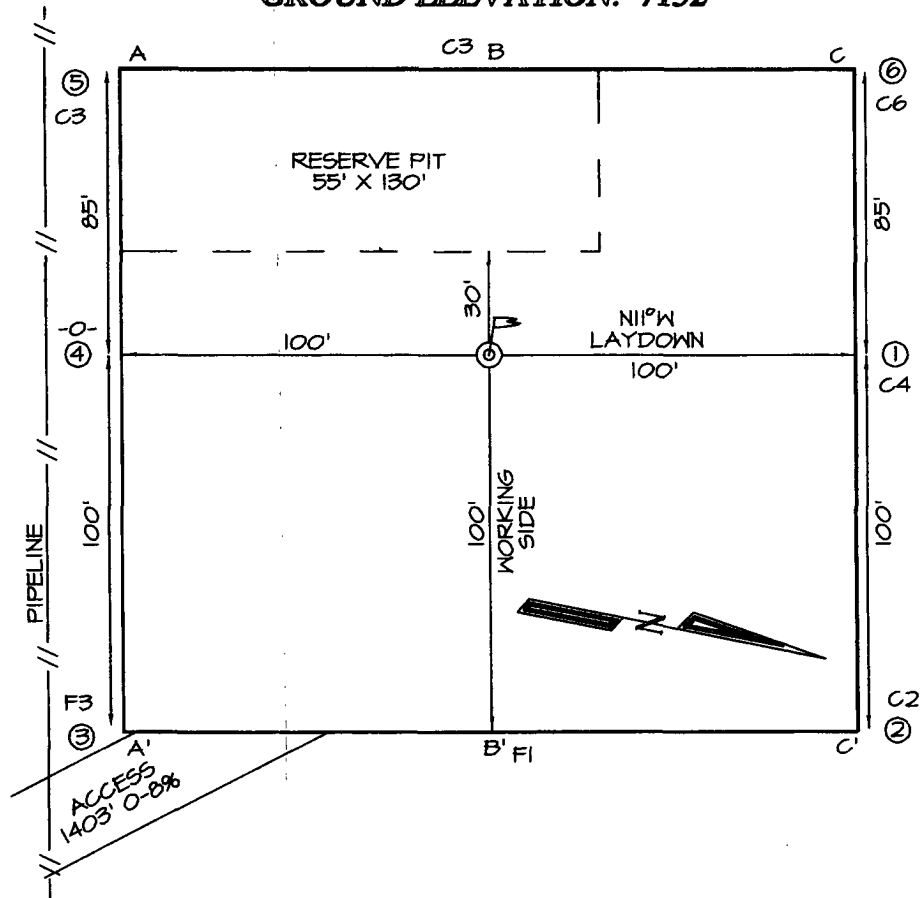 GROUND ELEVATION: 7132'
A C3 B C
⑤ ⑥
C3 C6
RESERVE PIT
55' X 130'
85' 85'
30'
N11°W
LAYDOWN
-0-
④ 100' 100' ①
C4
PIPELINE
100' 100' WORKING SIDE 100'
N
F3 C2
③ ②
A' B' F1 C'
ACCESS
1403' 0-8%